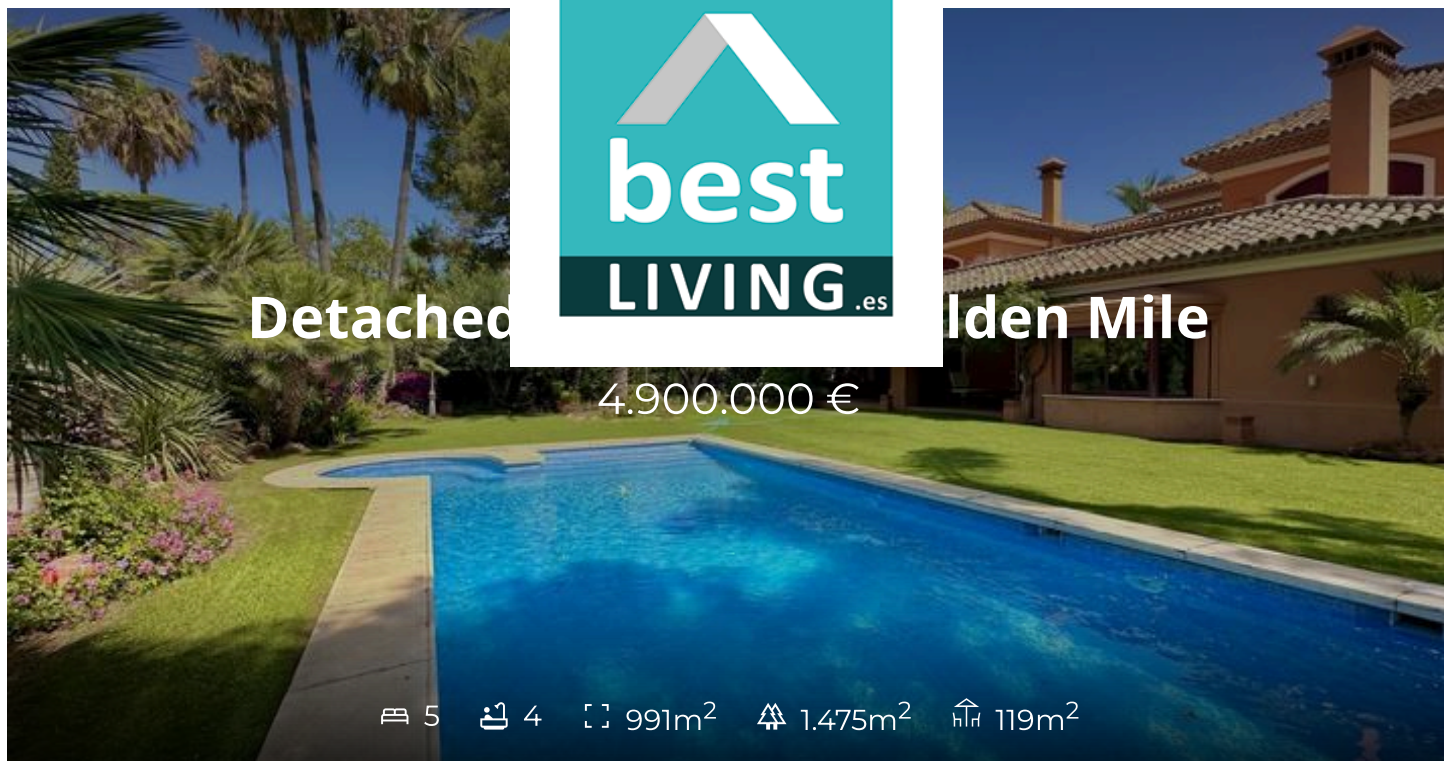 best
LIVING.es
Detached lden Mile
4.900.000 €
5 4 991m² 1.475m² 119m²